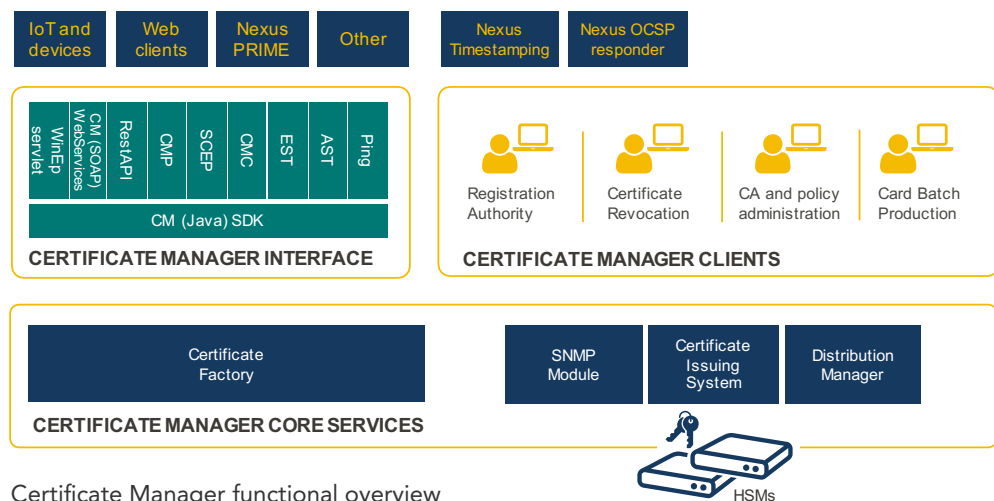 IoT and
devices
Web
clients
Nexus
PRIME
Other
Nexus
Timestamping
Nexus OCSP
responder
WinEp
servlet
CM (SOAP)
WebServices
RestAPI
CMP
SCEP
CMC
EST
AST
Ping
CM (Java) SDK
CERTIFICATE MANAGER INTERFACE
Registration
Authority
Certificate
Revocation
CA and policy
administration
Card Batch
Production
CERTIFICATE MANAGER CLIENTS
Certificate
Factory
SNMP
Module
Certificate
Issuing
System
Distribution
Manager
CERTIFICATE MANAGER CORE SERVICES
HSMs
Certificate Manager functional overview